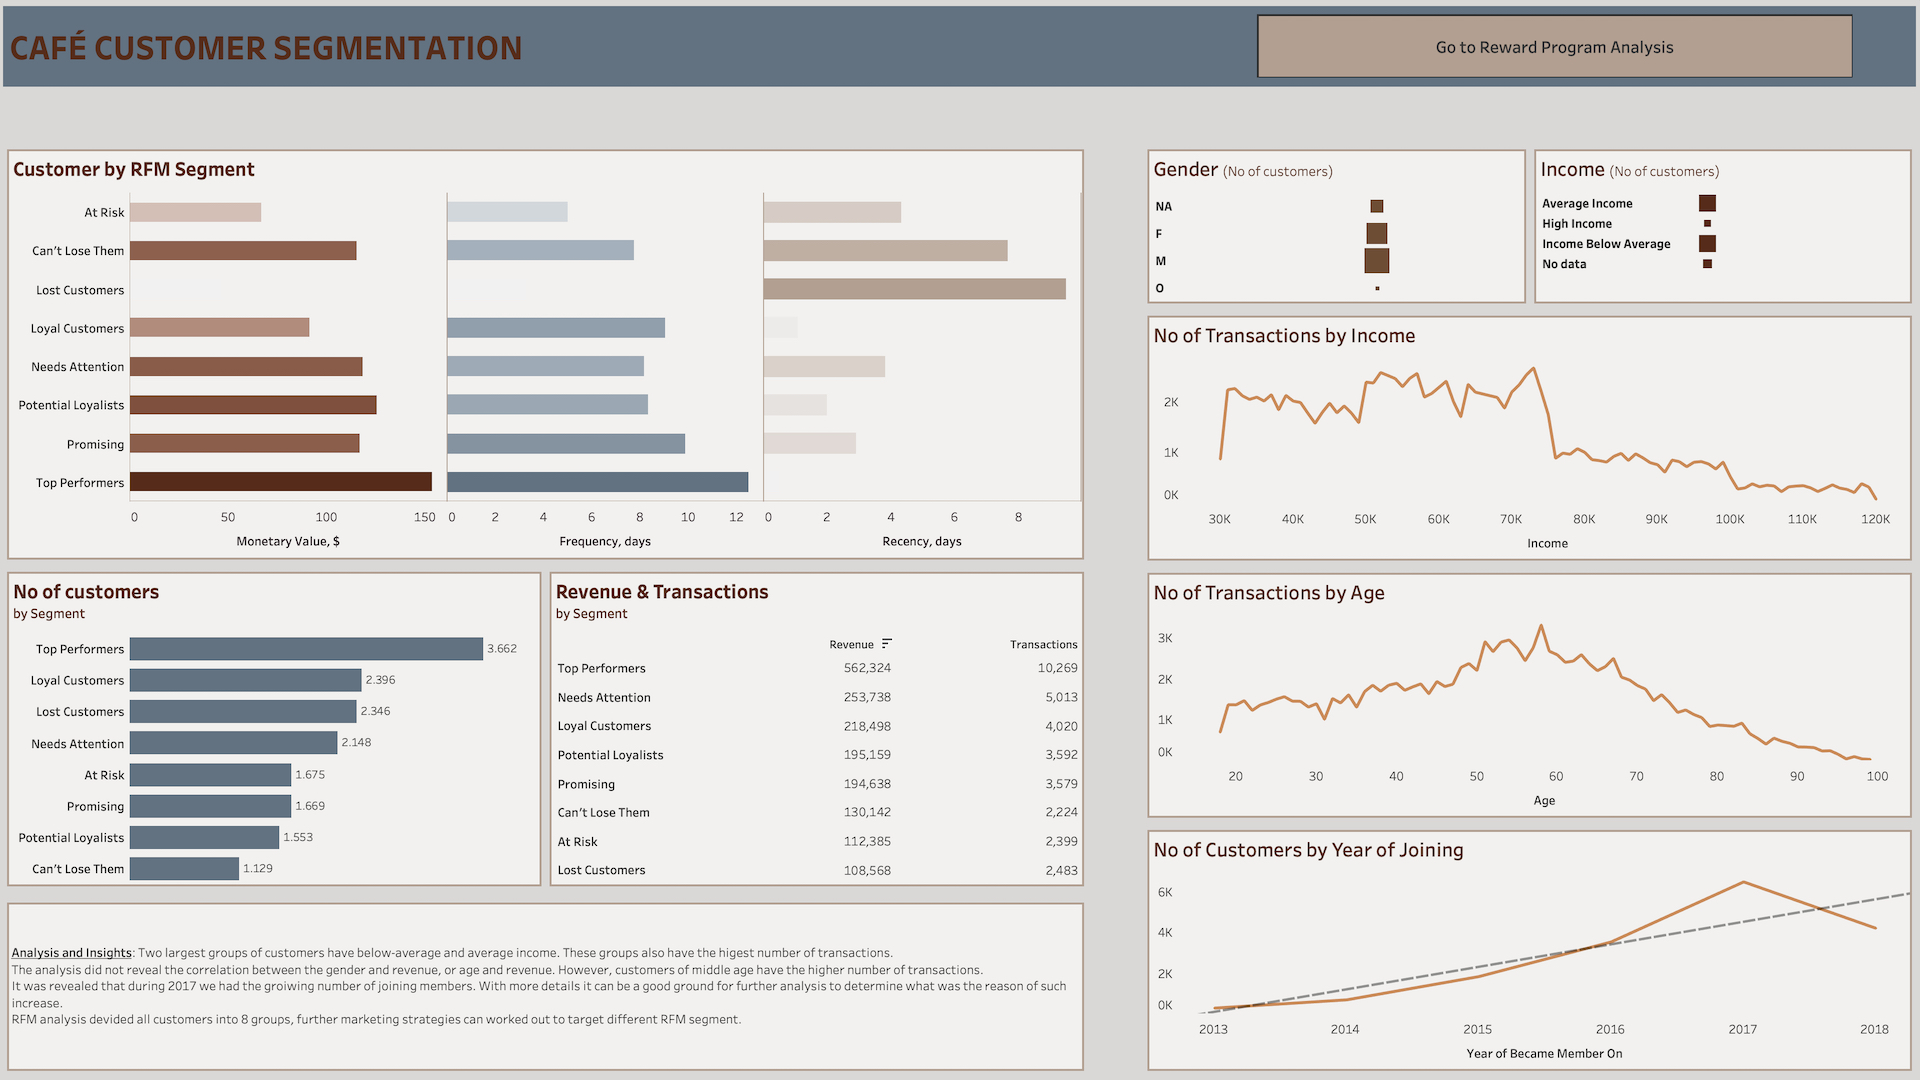 CAFÉ CUSTOMER SEGMENTATION
Go to Reward Program Analysis
Customer by RFM Segment
At Risk
Can't Lose Them
Lost Customers
Loyal Customers
Needs Attention
Potential Loyalists
Promising
Top Performers
0 50 100 150 0 2 4 6 8 10 12 0 2 4 6 8
Monetary Value, $ Frequency, days Recency, days
No of customers
by Segment
Top Performers 3.662
Loyal Customers 2.396
Lost Customers 2.346
Needs Attention 2.148
At Risk 1.675
Promising 1.669
Potential Loyalists 1.553
Can't Lose Them 1.129
Revenue & Transactions
by Segment
Revenue Transactions
Top Performers 562,324 10,269
Needs Attention 253,738 5,013
Loyal Customers 218,498 4,020
Potential Loyalists 195,159 3,592
Promising 194,638 3,579
Can't Lose Them 130,142 2,224
At Risk 112,385 2,399
Lost Customers 108,568 2,483
Analysis and Insights: Two largest groups of customers have below-average and average income. These groups also have the higest number of transactions.
The analysis did not reveal the correlation between the gender and revenue, or age and revenue. However, customers of middle age have the higher number of transactions.
It was revealed that during 2017 we had the groiwing number of joining members. With more details it can be a good ground for further analysis to determine what was the reason of such
increase.
RFM analysis devided all customers into 8 groups, further marketing strategies can worked out to target different RFM segment.
Gender (No of customers)
NA
F
M
O
Income (No of customers)
Average Income
High Income
Income Below Average
No data
No of Transactions by Income
2K
1K
0K
30K 40K 50K 60K 70K 80K 90K 100K 110K 120K
Income
No of Transactions by Age
3K
2K
1K
0K
20 30 40 50 60 70 80 90 100
Age
No of Customers by Year of Joining
6K
4K
2K
0K
2013 2014 2015 2016 2017 2018
Year of Became Member On